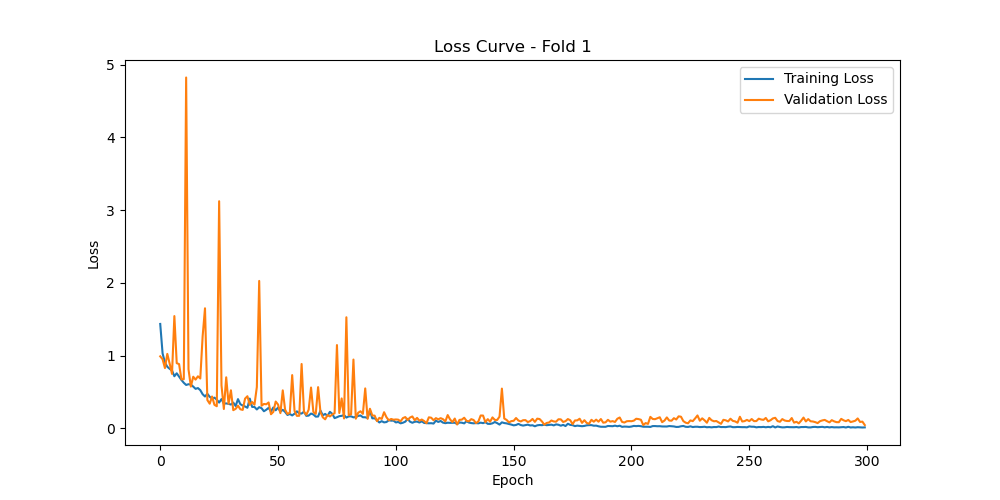 Loss Curve - Fold 1
Training Loss
Validation Loss
Loss
5
4
3
2
1
0
0 50 100 150 200 250 300
Epoch